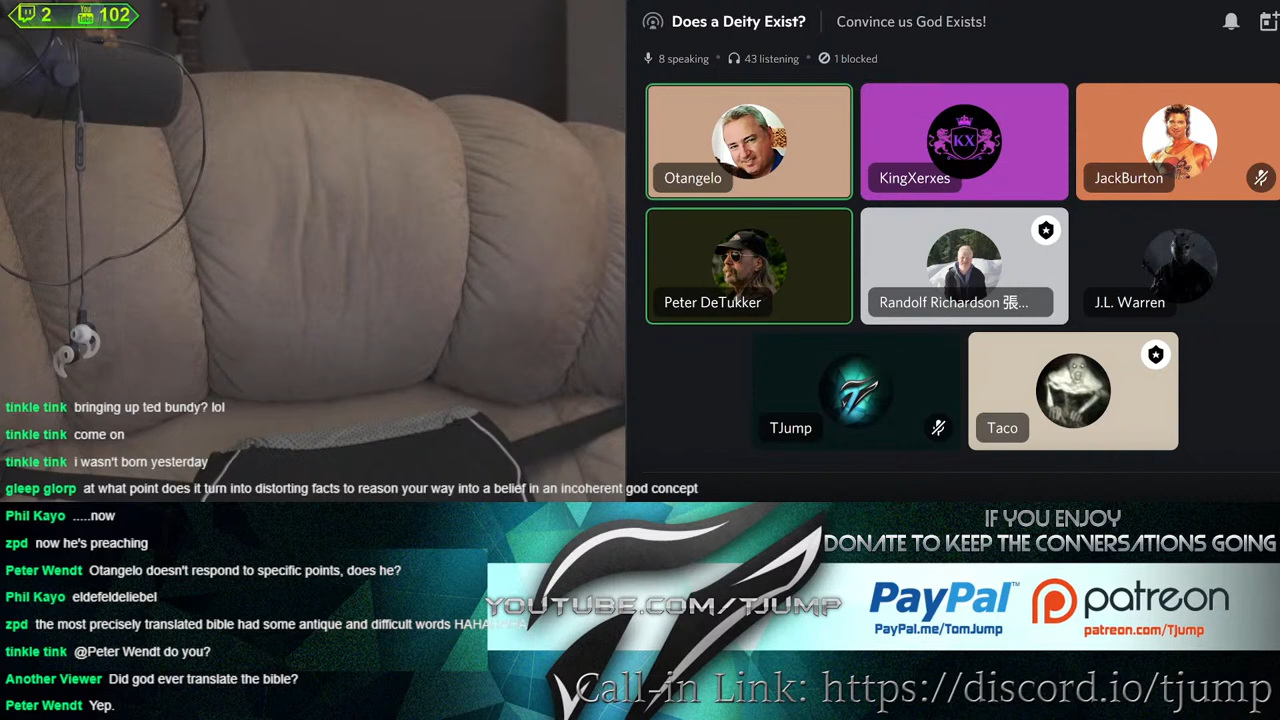 2 YouTube 102
Does a Deity Exist? Convince us God Exists!
8 speaking • 43 listening • 1 blocked
Otangelo
KX
KingXerxes
JackBurton
Peter DeTukker
Randolf Richardson 張...
J.L. Warren
TJump
Taco
tinkle tink bringing up ted bundy? lol
tinkle tink come on
tinkle tink i wasn't born yesterday
gleep glorp at what point does it turn into distorting facts to reason your way into a belief in an incoherent god concept
Phil Kayo .....now
zpd now he's preaching
Peter Wendt Otangelo doesn't respond to specific points, does he?
Phil Kayo eldefeldeliebel
zpd the most precisely translated bible had some antique and difficult words HAHAHAHA
tinkle tink @Peter Wendt do you?
Another Viewer Did god ever translate the bible?
Peter Wendt Yep.
IF YOU ENJOY
DONATE TO KEEP THE CONVERSATIONS GOING
YOUTUBE.COM/TJUMP
PayPal™
PayPal.me/TomJump
patreon
patreon.com/Tjump
Call-in Link: https://discord.io/tjump